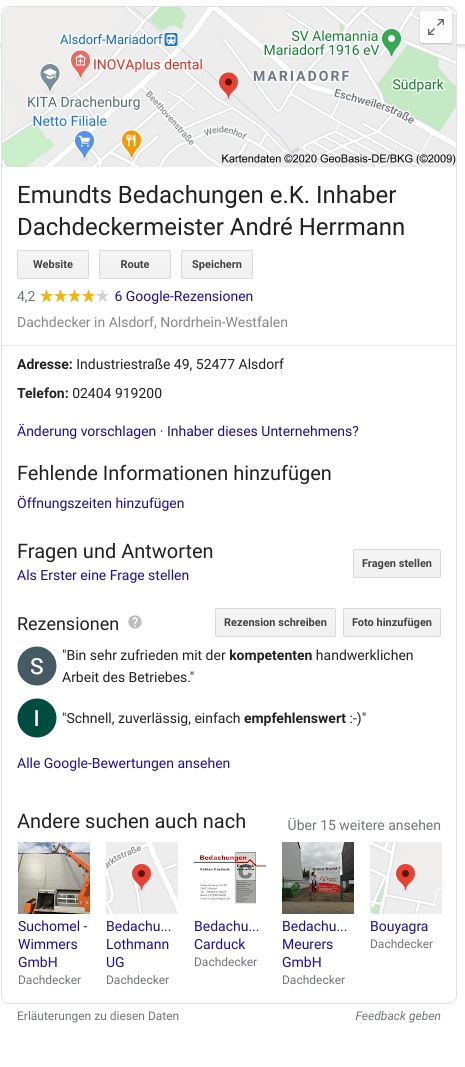 Alsdorf-Mariadorf
SV Alemannia
Mariadorf 1916 eV
INOVAplus dental
MARIADORF
KITA Drachenburg
Südpark
Netto Filiale
Beethovenstraße
Eschweilerstraße
Weidenhof
Kartendaten ©2020 GeoBasis-DE/BKG (©2009)
Emundts Bedachungen e.K. Inhaber
Dachdeckermeister André Herrmann
Website Route Speichern
4,2 6 Google-Rezensionen
Dachdecker in Alsdorf, Nordrhein-Westfalen
Adresse: Industriestraße 49, 52477 Alsdorf
Telefon: 02404 919200
Änderung vorschlagen · Inhaber dieses Unternehmens?
Fehlende Informationen hinzufügen
Öffnungszeiten hinzufügen
Fragen und Antworten
Fragen stellen
Als Erster eine Frage stellen
Rezensionen ? Rezension schreiben Foto hinzufügen
S "Bin sehr zufrieden mit der kompetenten handwerklichen
Arbeit des Betriebes."
I "Schnell, zuverlässig, einfach empfehlenswert :-)"
Alle Google-Bewertungen ansehen
Andere suchen auch nach Über 15 weitere ansehen
Bedachungen
Suchomel -
Wimmers
GmbH
Dachdecker
Bedachu...
Lothmann
UG
Dachdecker
Bedachu...
Carduck
Dachdecker
Bedachu...
Meurers
GmbH
Dachdecker
Bouyagra
Dachdecker
Erläuterungen zu diesen Daten Feedback geben